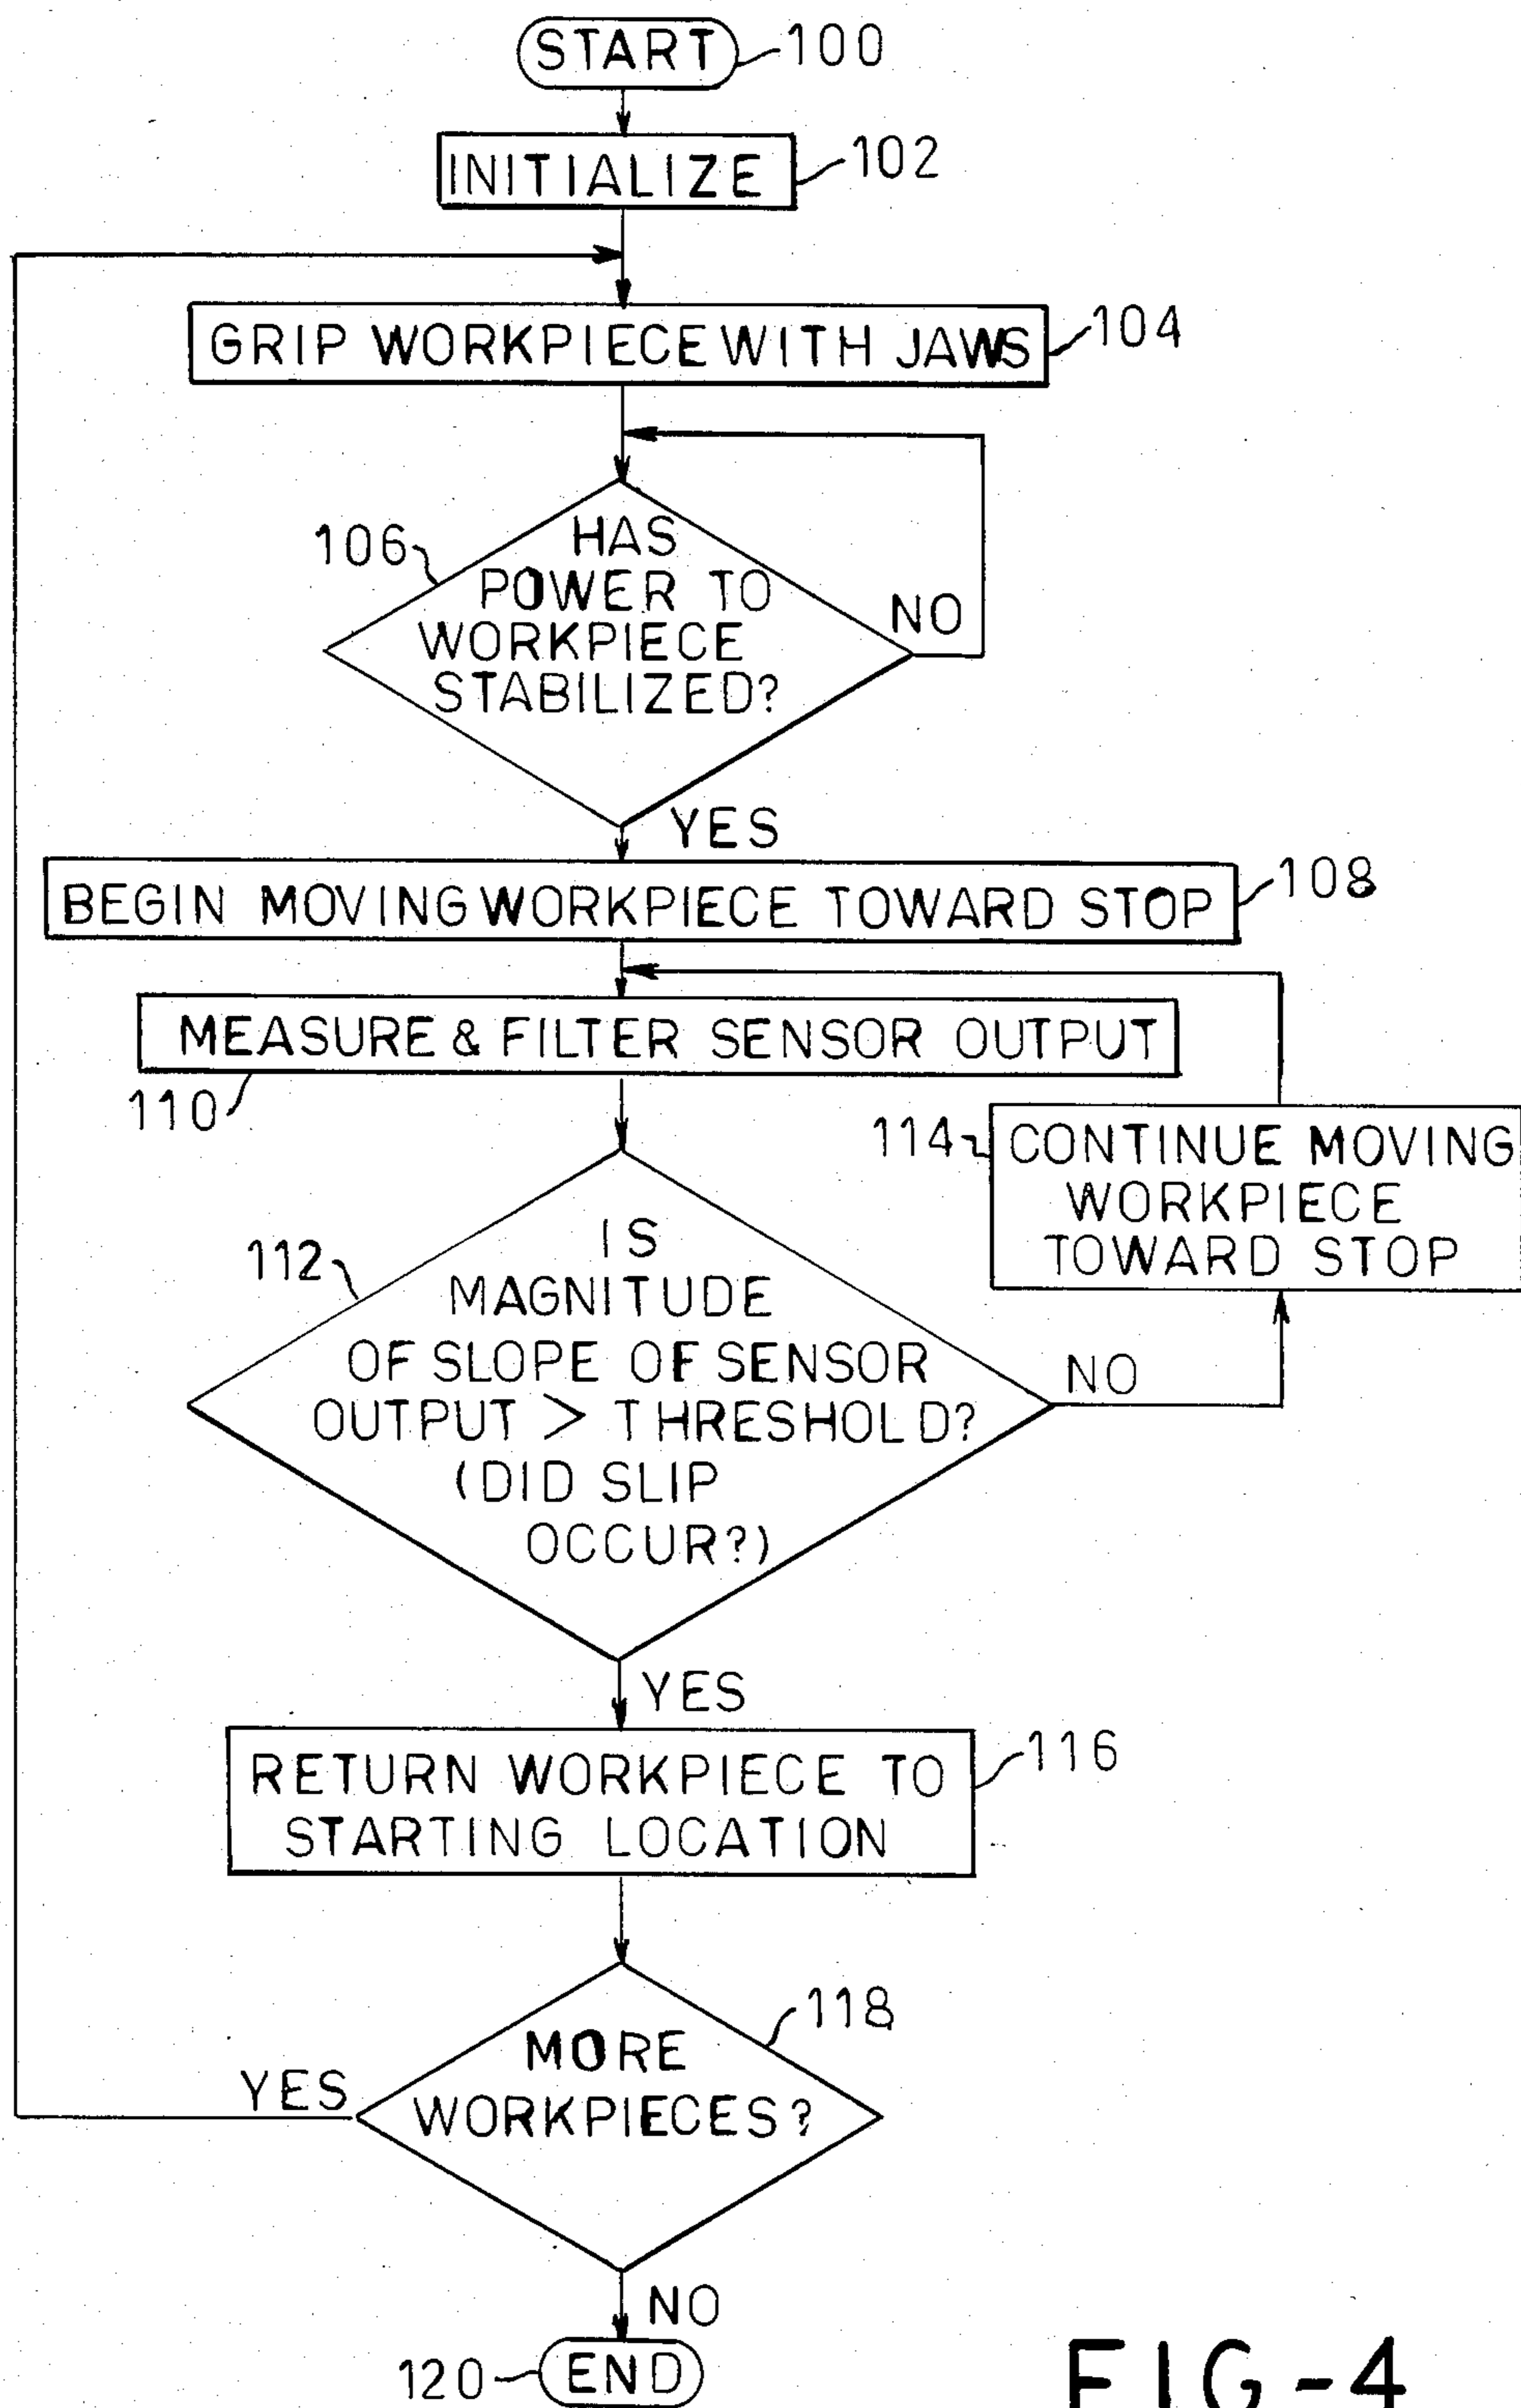 START
100
INITIALIZE
102
GRIP WORKPIECE WITH JAWS
104
106
HAS
POWER TO
WORKPIECE
STABILIZED?
NO
YES
BEGIN MOVING WORKPIECE TOWARD STOP
108
MEASURE & FILTER SENSOR OUTPUT
110
114
CONTINUE MOVING
WORKPIECE
TOWARD STOP
112
IS
MAGNITUDE
OF SLOPE OF SENSOR
OUTPUT > THRESHOLD?
(DID SLIP
OCCUR?)
NO
YES
RETURN WORKPIECE TO
STARTING LOCATION
116
118
MORE
WORKPIECES?
YES
NO
120
END
FIG-4